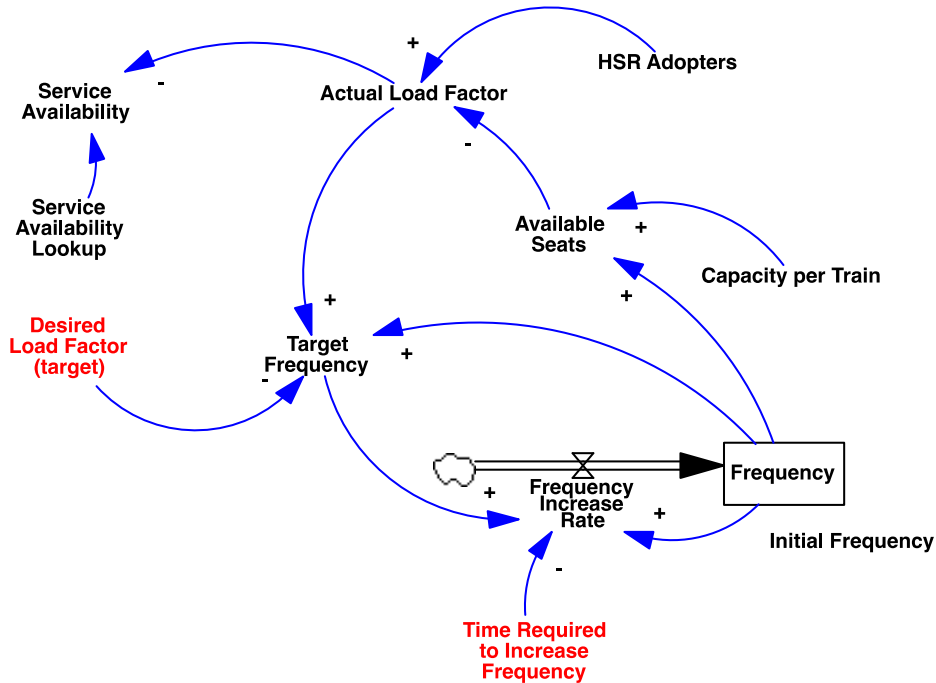 +
HSR Adopters
-
Service
Availability
Actual Load Factor
-
Service
Availability
Lookup
Available
Seats
+
Capacity per Train
+
+
Desired
Load Factor
(target)
Target
Frequency
+
-
Frequency
+
Frequency
Increase
Rate
+
Initial Frequency
-
Time Required
to Increase
Frequency